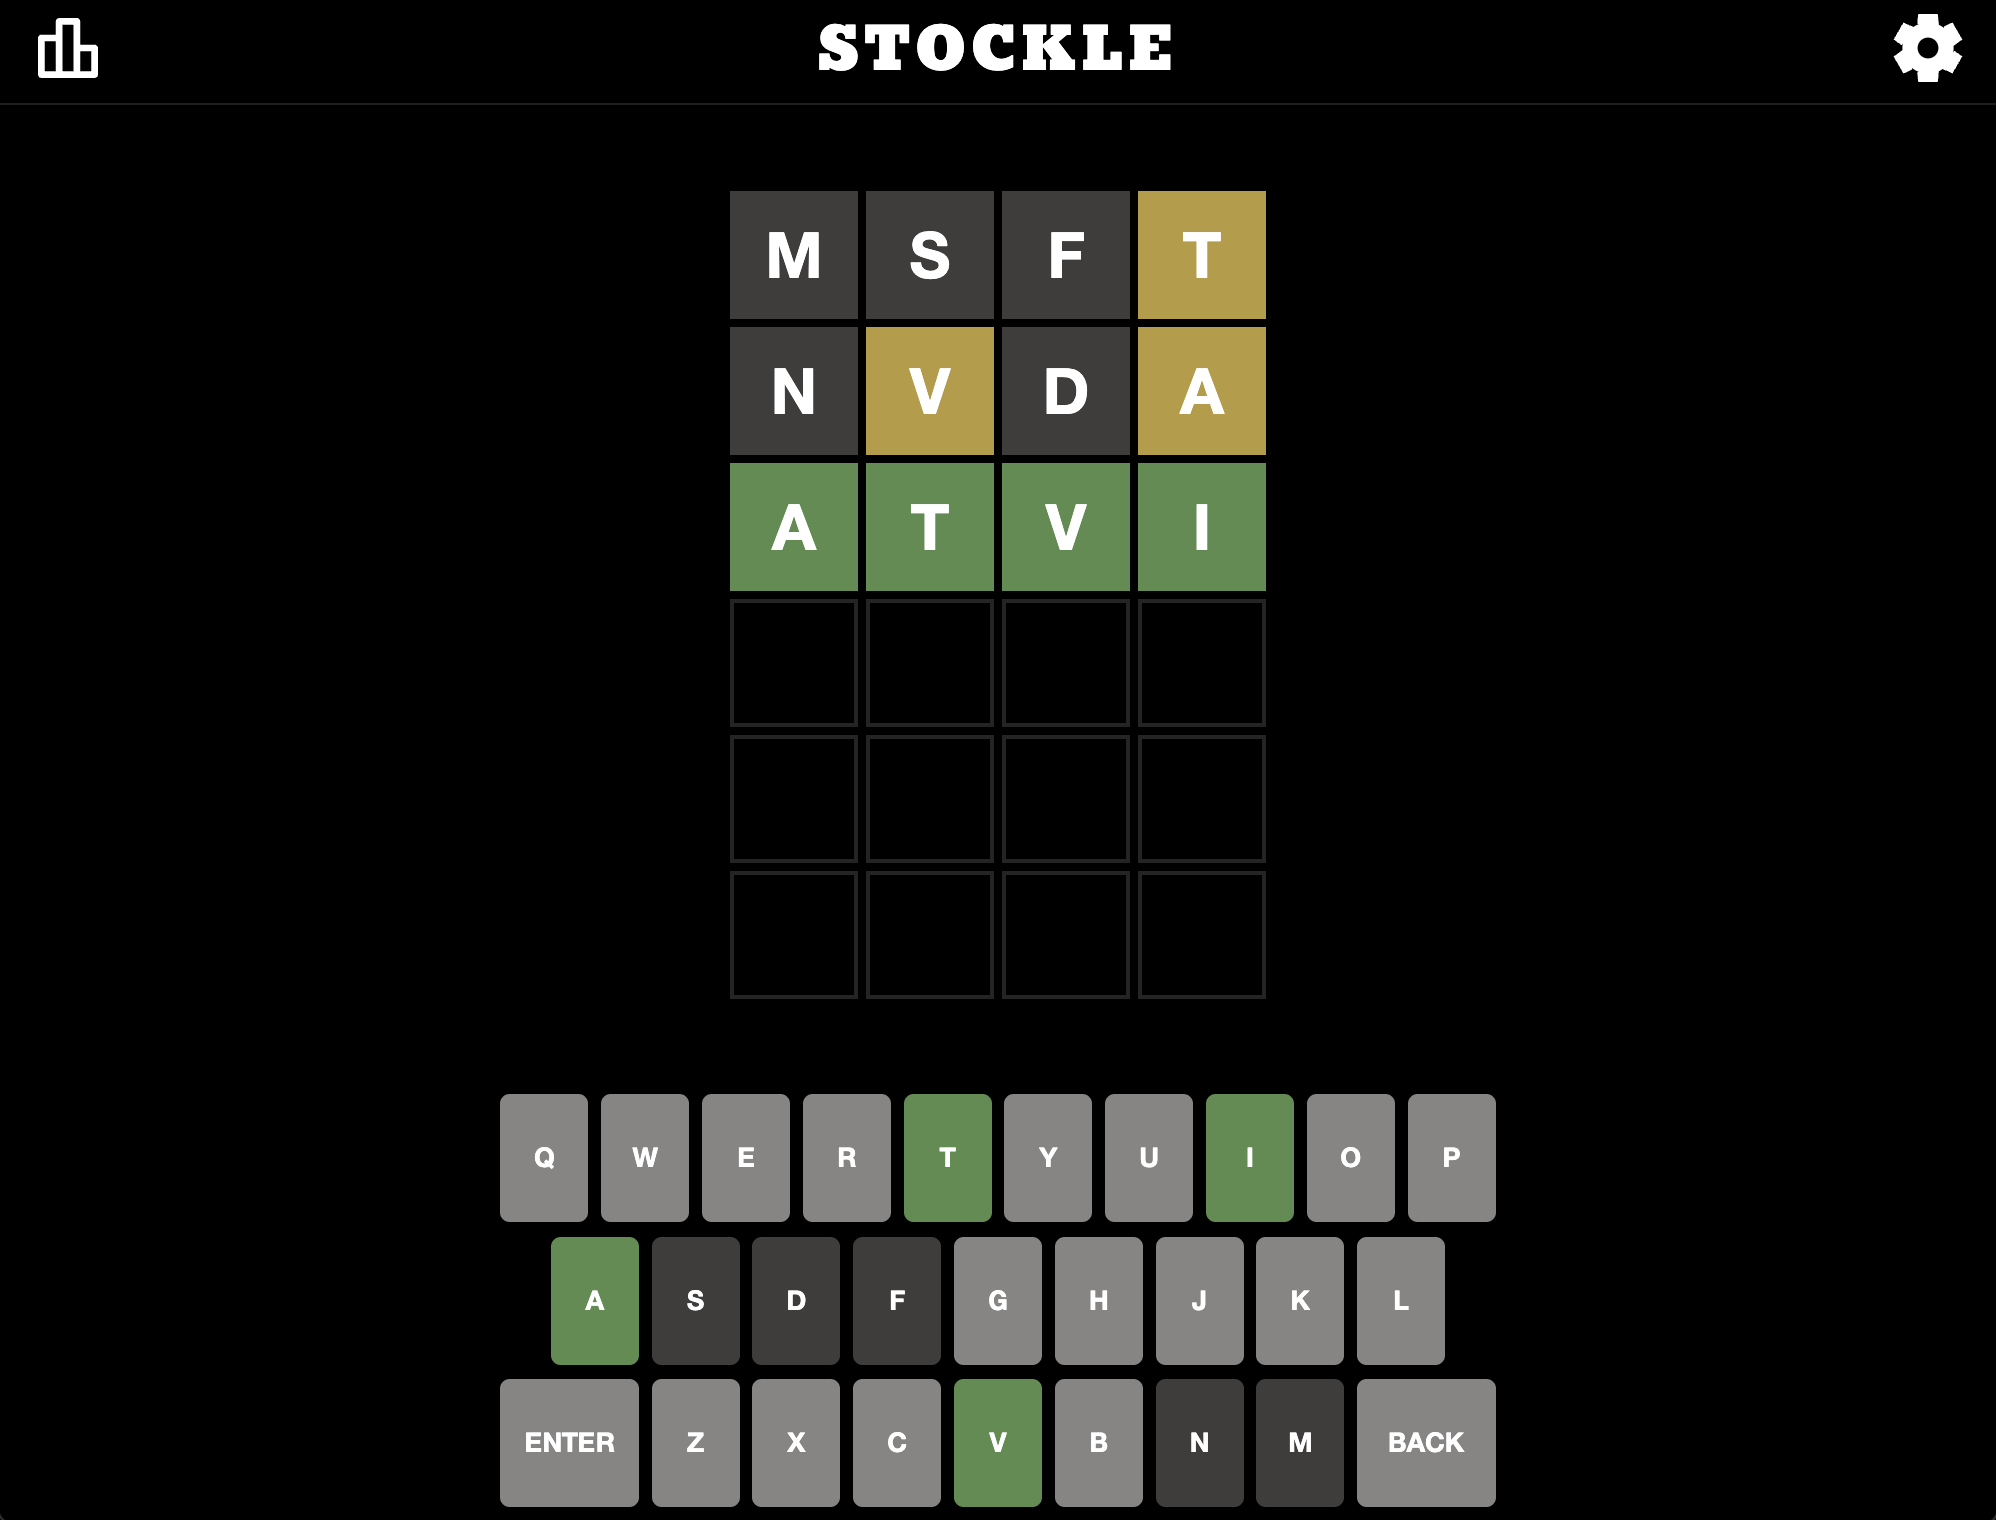 STOCKLE
M S F T
N V D A
A T V I
Q W E R T Y U I O P
A S D F G H J K L
ENTER Z X C V B N M BACK